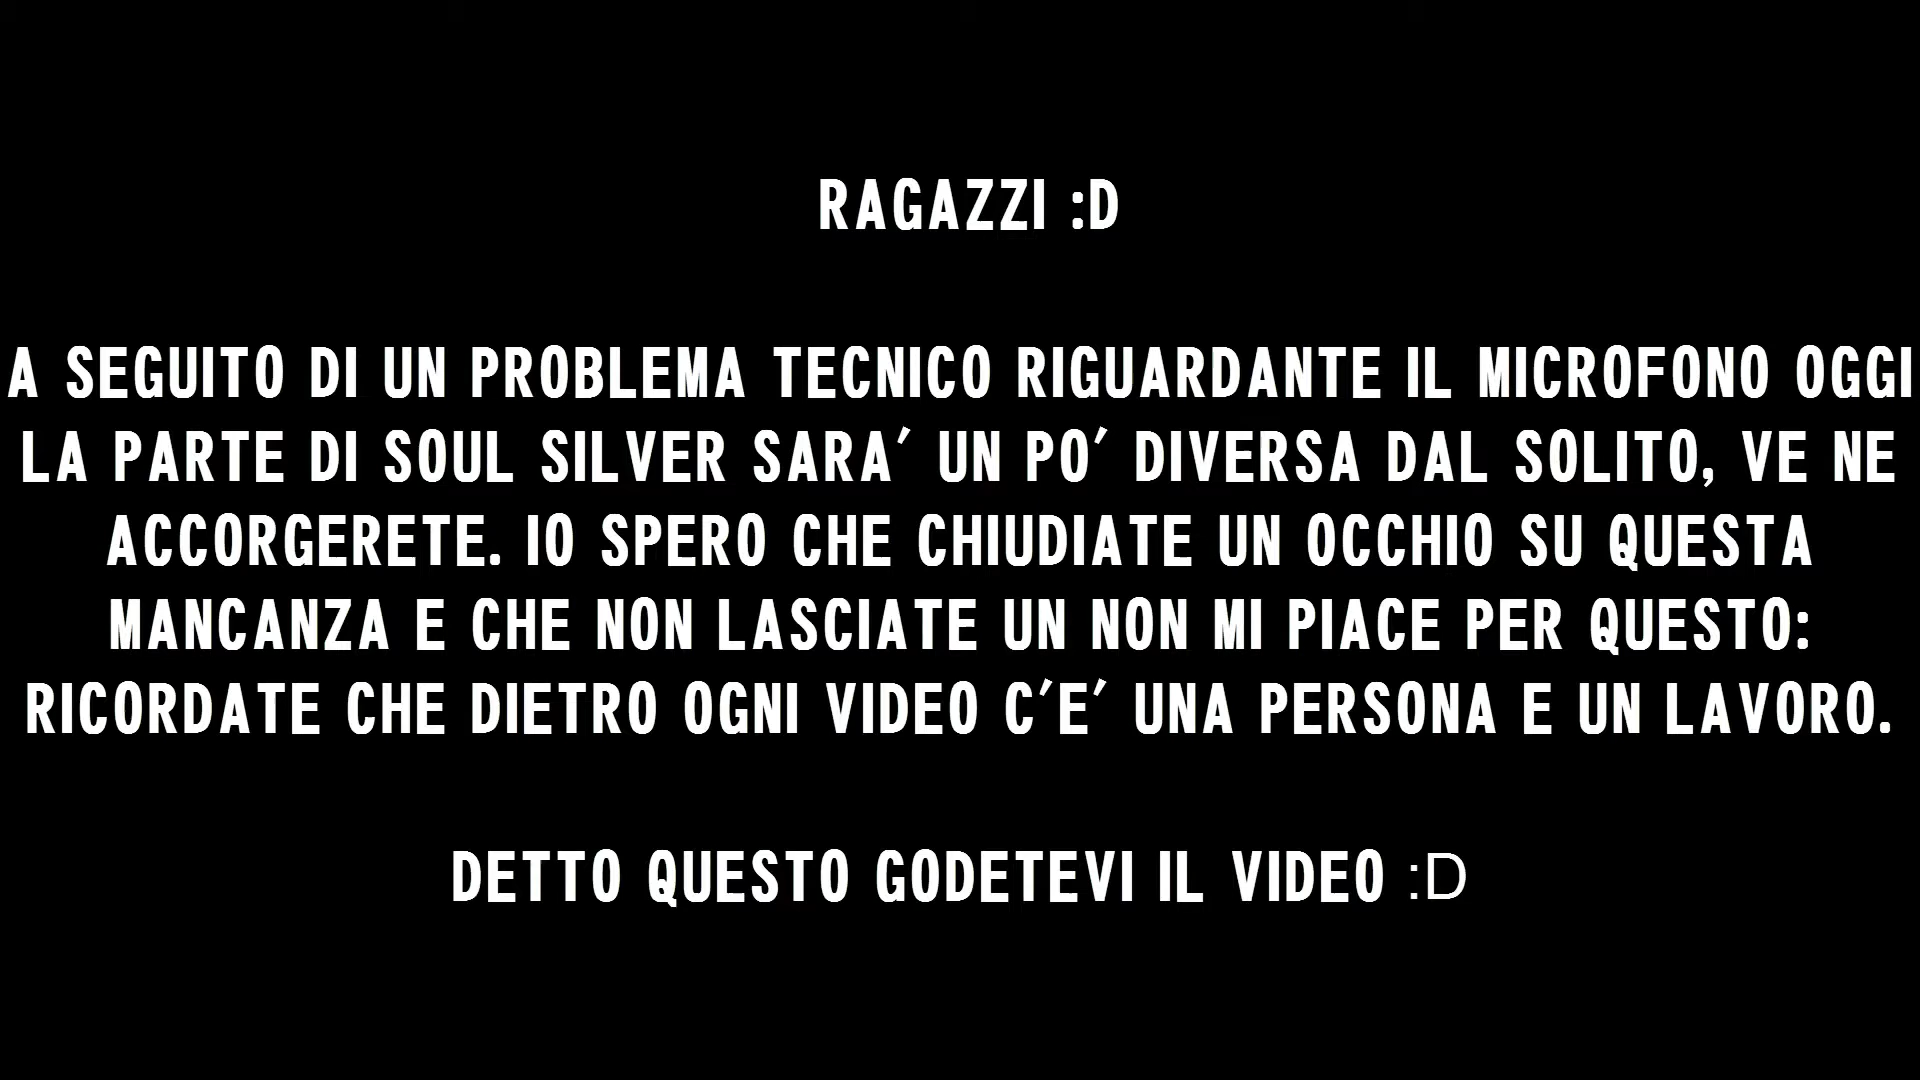 RAGAZZI :D
A SEGUITO DI UN PROBLEMA TECNICO RIGUARDANTE IL MICROFONO OGGI
LA PARTE DI SOUL SILVER SARA' UN PO' DIVERSA DAL SOLITO, VE NE
ACCORGERETE. IO SPERO CHE CHIUDIATE UN OCCHIO SU QUESTA
MANCANZA E CHE NON LASCIATE UN NON MI PIACE PER QUESTO:
RICORDATE CHE DIETRO OGNI VIDEO C'E' UNA PERSONA E UN LAVORO.
DETTO QUESTO GODETEVI IL VIDEO :D